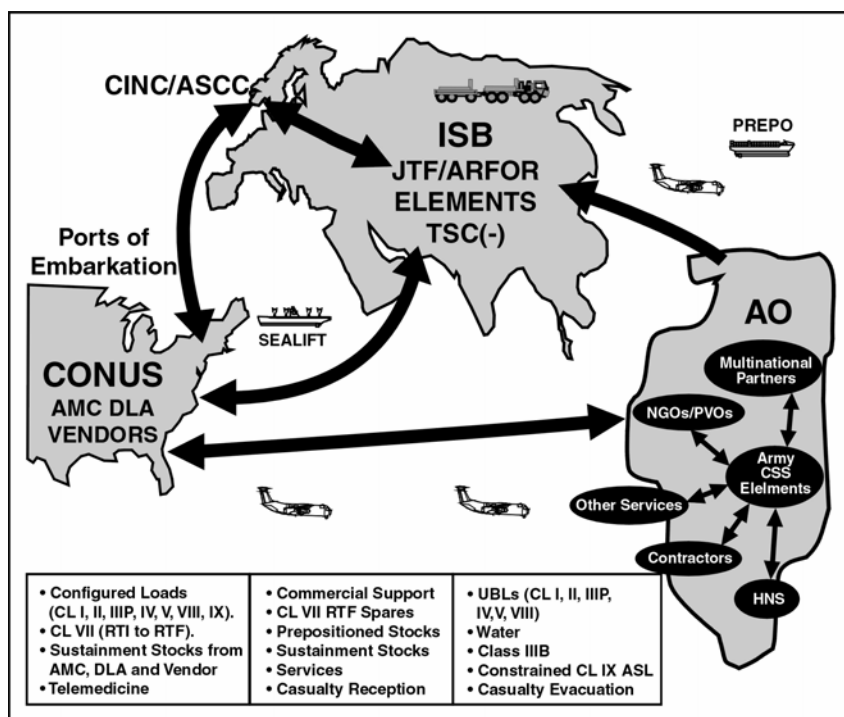 CINC/ASCC
ISB
JTF/ARFOR
ELEMENTS
TSC(-)
PREPO
Ports of
Embarkation
SEALIFT
CONUS
AMC DLA
VENDORS
AO
Multinational
Partners
NGOs/PVOs
Army
CSS
Elelments
Other Services
Contractors
HNS
• Configured Loads
(CL I, II, IIIP, IV, V, VIII, IX).
• CL VII (RTI to RTF).
• Sustainment Stocks from
AMC, DLA and Vendor
• Telemedicine
• Commercial Support
• CL VII RTF Spares
• Prepositioned Stocks
• Sustainment Stocks
• Services
• Casualty Reception
• UBLs (CL I, II, IIIP,
IV,V, VIII)
• Water
• Class IIIB
• Constrained CL IX ASL
• Casualty Evacuation